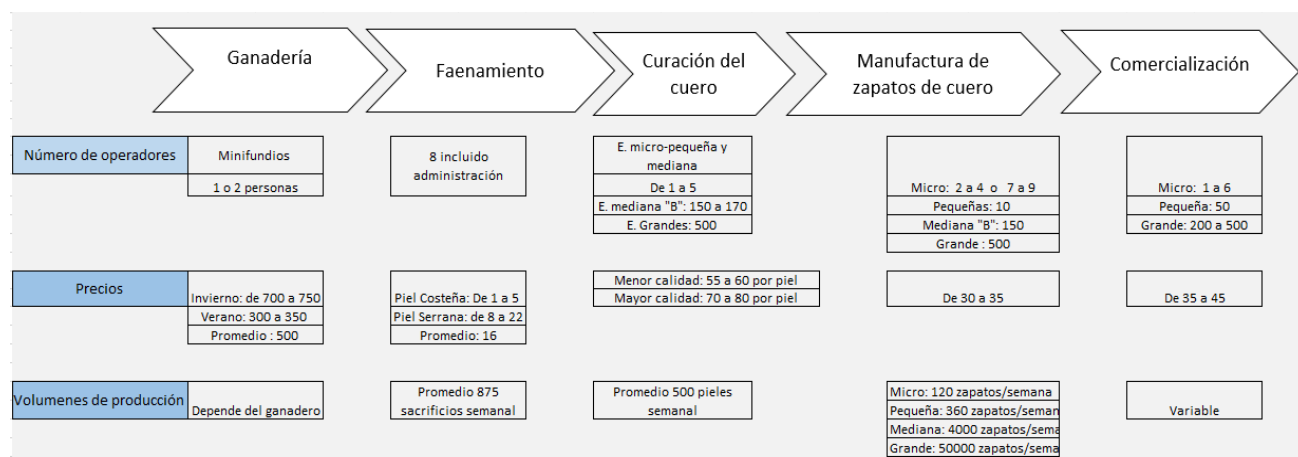 Ganadería
Faenamiento
Curación del
cuero
Manufactura de
zapatos de cuero
Comercialización
Número de operadores
Minifundios
1 o 2 personas
8 incluido
administración
E. micro-pequeña y
mediana
De 1 a 5
E. mediana "B": 150 a 170
E. Grandes: 500
Micro: 2 a 4 o 7 a 9
Pequeñas: 10
Mediana "B": 150
Grande : 500
Micro: 1 a 6
Pequeña: 50
Grande: 200 a 500
Precios
Invierno: de 700 a 750
Verano: 300 a 350
Promedio : 500
Piel Costeña: De 1 a 5
Piel Serrana: de 8 a 22
Promedio: 16
Menor calidad: 55 a 60 por piel
Mayor calidad: 70 a 80 por piel
De 30 a 35
De 35 a 45
Volumenes de producción
Depende del ganadero
Promedio 875
sacrificios semanal
Promedio 500 pieles
semanal
Micro: 120 zapatos/semana
Pequeña: 360 zapatos/seman
Mediana: 4000 zapatos/sema
Grande: 50000 zapatos/sema
Variable